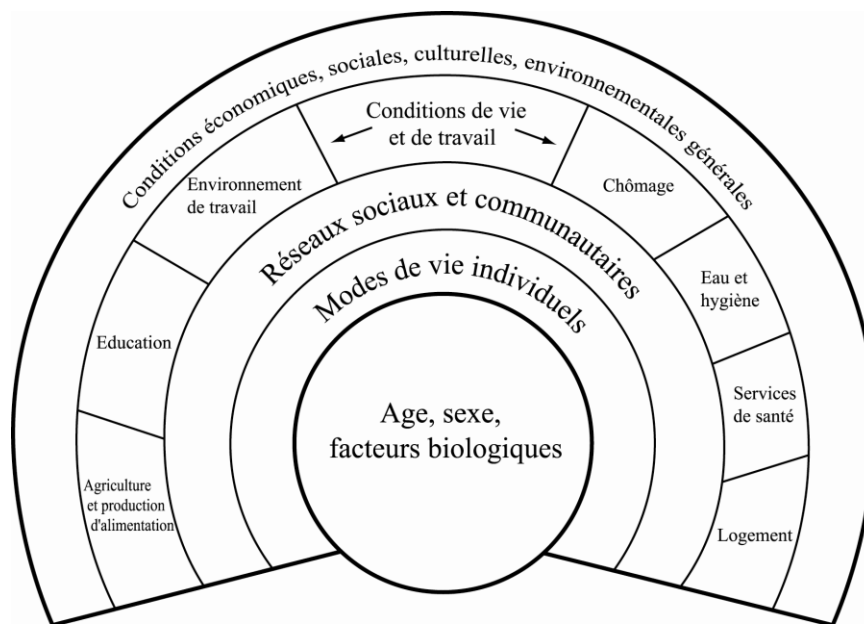 Conditions économiques, sociales, culturelles, environnementales générales
Conditions de vie
et de travail
Environnement
de travail
Chômage
Réseaux sociaux et communautaires
Eau et
hygiène
Modes de vie individuels
Education
Services
de santé
Age, sexe,
facteurs biologiques
Agriculture
et production
d'alimentation
Logement